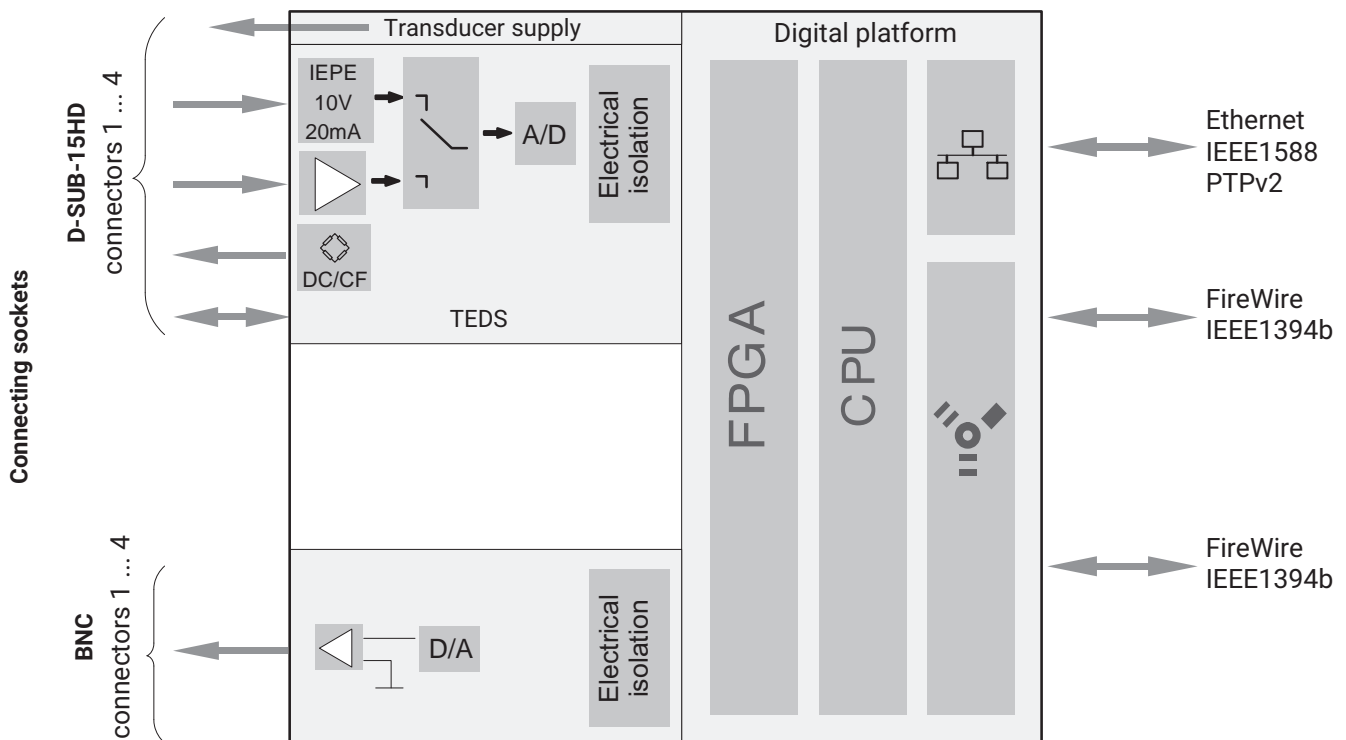 Transducer supply
Digital platform
IEPE
10V
20mA
A/D
Electrical
isolation
DC/CF
TEDS
D-SUB-15HD
connectors 1 ... 4
Connecting sockets
FPGA
CPU
Ethernet
IEEE1588
PTPv2
FireWire
IEEE1394b
FireWire
IEEE1394b
BNC
connectors 1 ... 4
D/A
Electrical
isolation